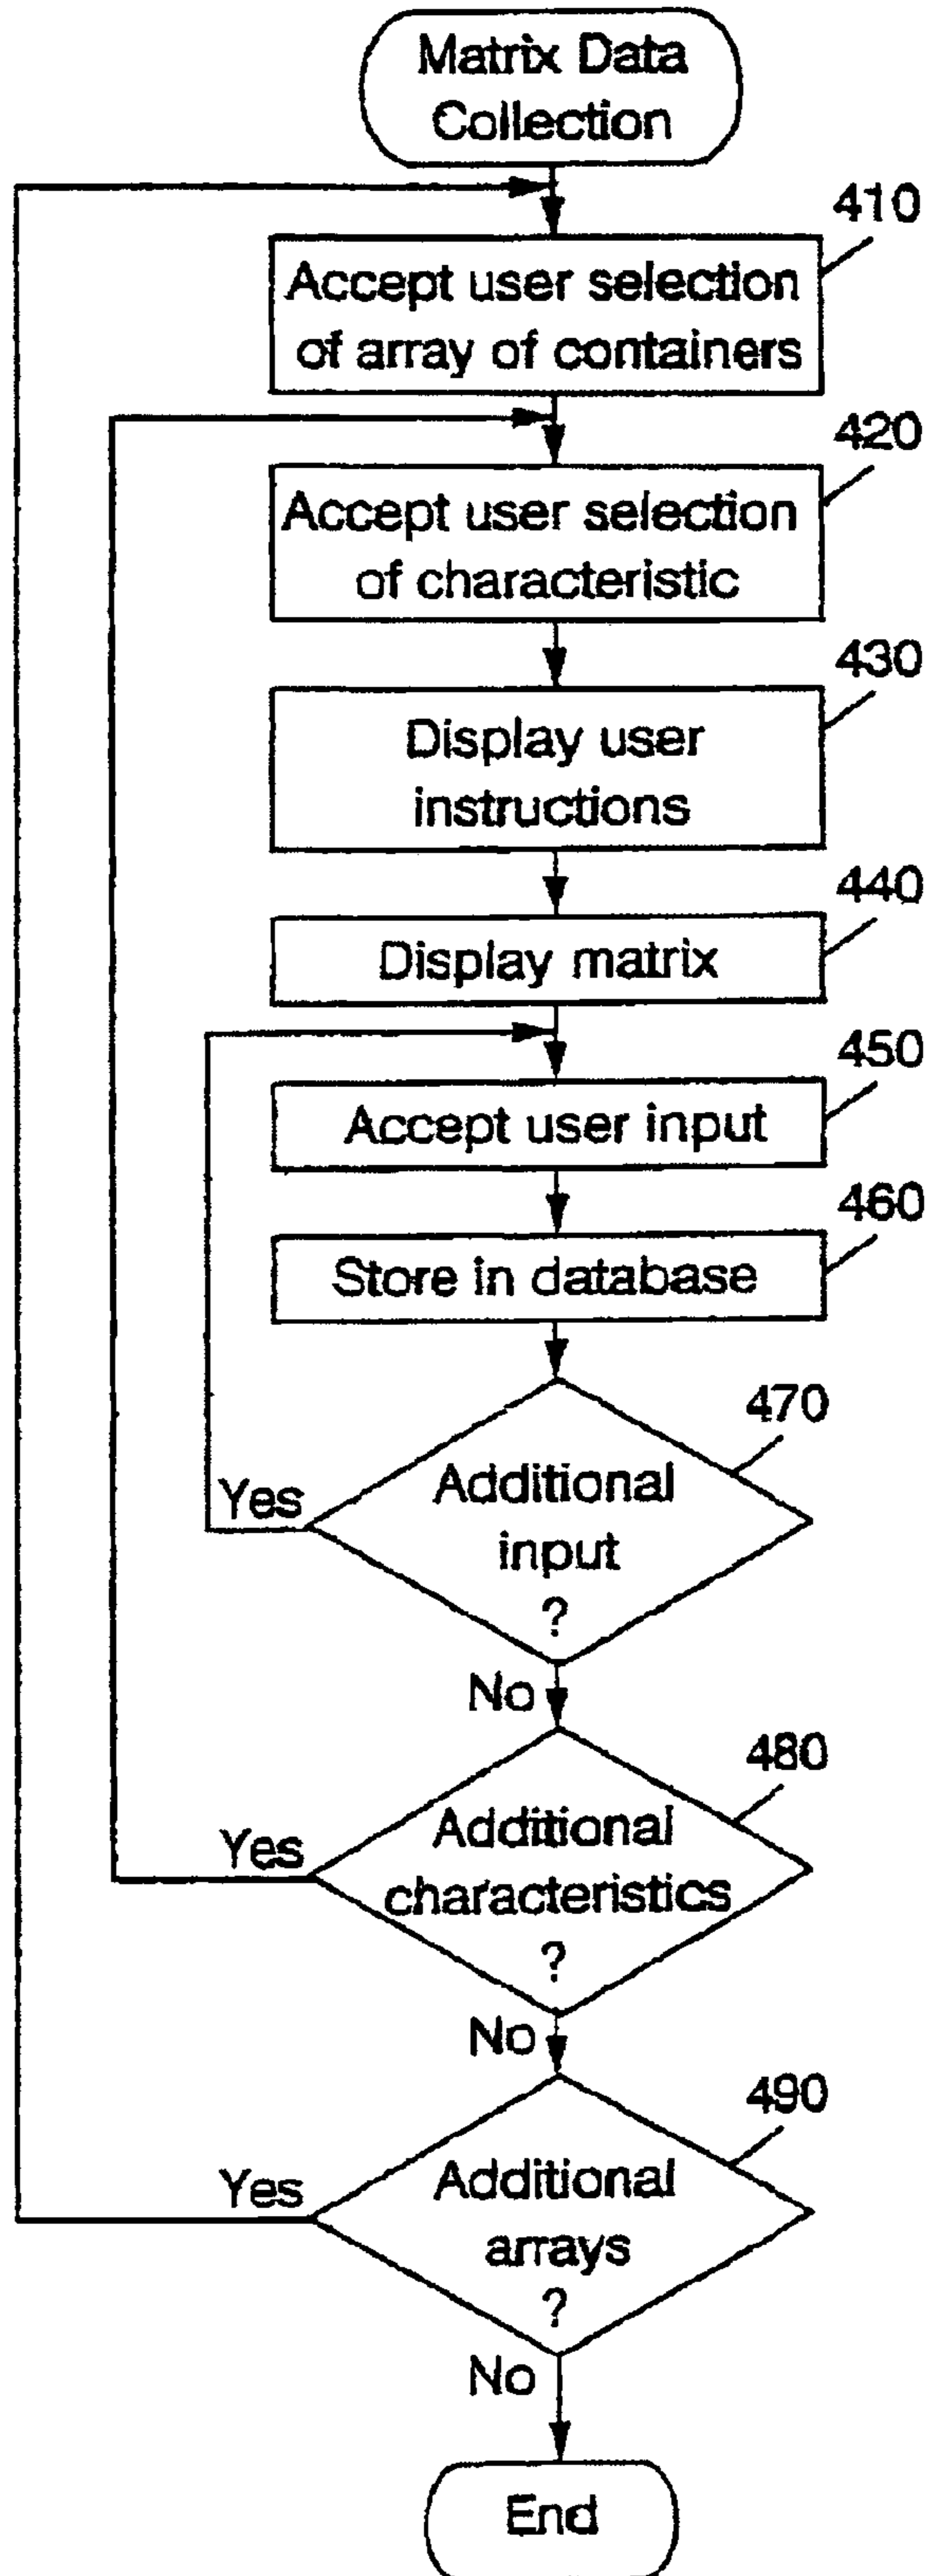 Matrix Data
Collection
410
Accept user selection
of array of containers
420
Accept user selection
of characteristic
430
Display user
instructions
440
Display matrix
450
Accept user input
460
Store in database
470
Additional
input
?
Yes
No
480
Additional
characteristics
?
Yes
No
490
Additional
arrays
?
Yes
No
End